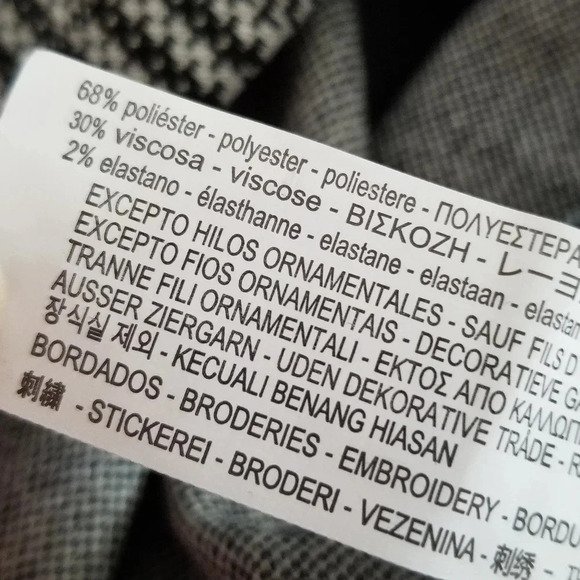 68% poliéster - polyester - poliestere - ΠΟΛΥΕΣΤΕΡΑ
30% viscosa - viscose - ΒΙΣΚΟΖΗ - レーヨ
2% elastano - élasthanne - elastane - elastaan - elastan
EXCEPTO HILOS ORNAMENTALES - SAUF FILS D
EXCEPTO FIOS ORNAMENTAIS - DECORATIEVE GA
TRANNE FILI ORNAMENTALI - ΕΚΤΟΣ ΑΠΟ ΚΑΛΛΩΠ
AUSSER ZIERGARN - UDEN DEKORATIVE TRÅDE - R
장식실 제외 - KECUALI BENANG HIASAN
BORDADOS - BRODERIES - EMBROIDERY - BORDU
刺繡 - STICKEREI - BRODERI - VEZENINA - 刺绣 -